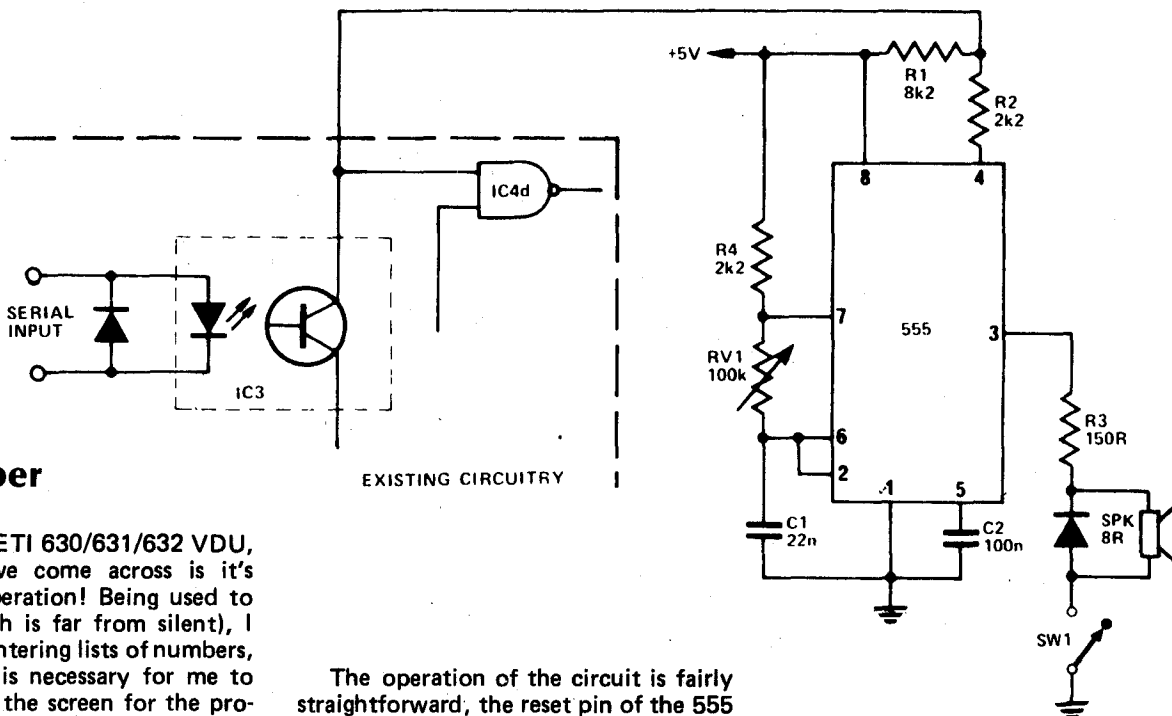 +5V
R1
8k2
R2
2k2
8
4
IC4d
R4
2k2
SERIAL
INPUT
7
555
3
RV1
100k
IC3
R3
150R
6
2
EXISTING CIRCUITRY
1
5
C1
22n
C2
100n
SPK
8R
SW1
per
ETI 630/631/632 VDU,
ve come across is it's
peration! Being used to
h is far from silent), I
ntering lists of numbers,
is necessary for me to
the screen for the pro-
The operation of the circuit is fairly
straightforward, the reset pin of the 555